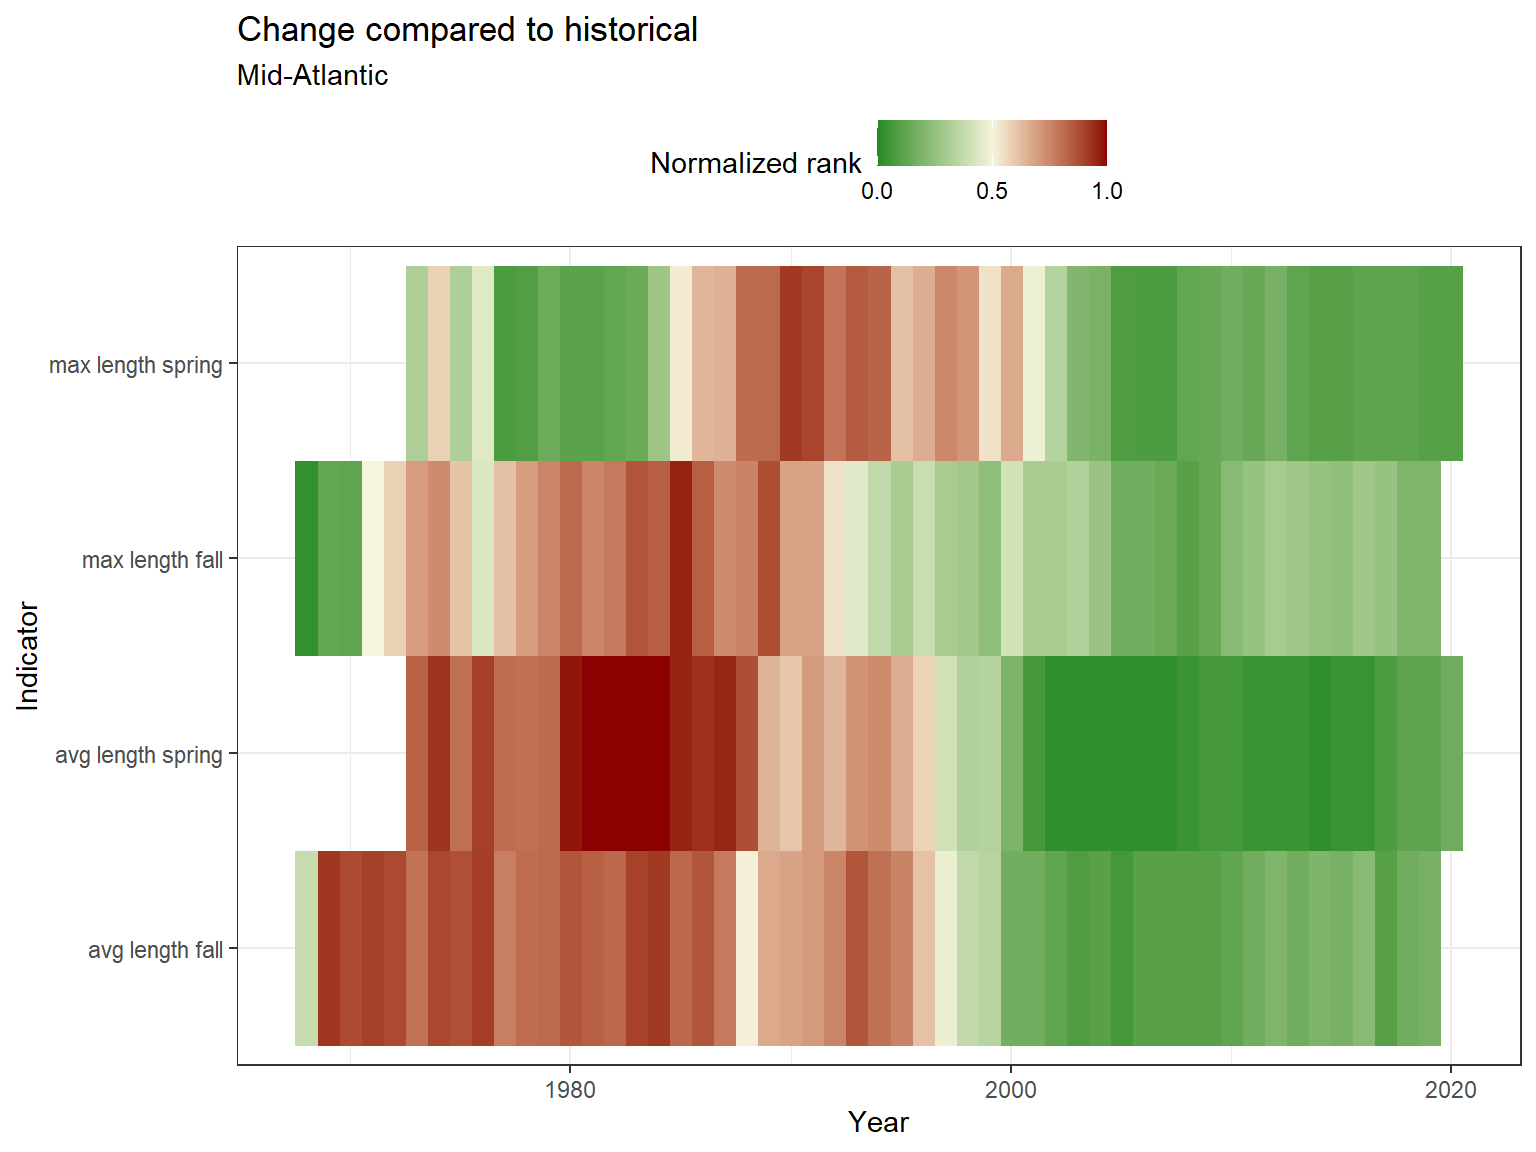 Change compared to historical
Mid-Atlantic
Normalized rank
0.0 0.5 1.0
max length spring
max length fall
avg length spring
avg length fall
Indicator
1980 2000 2020
Year